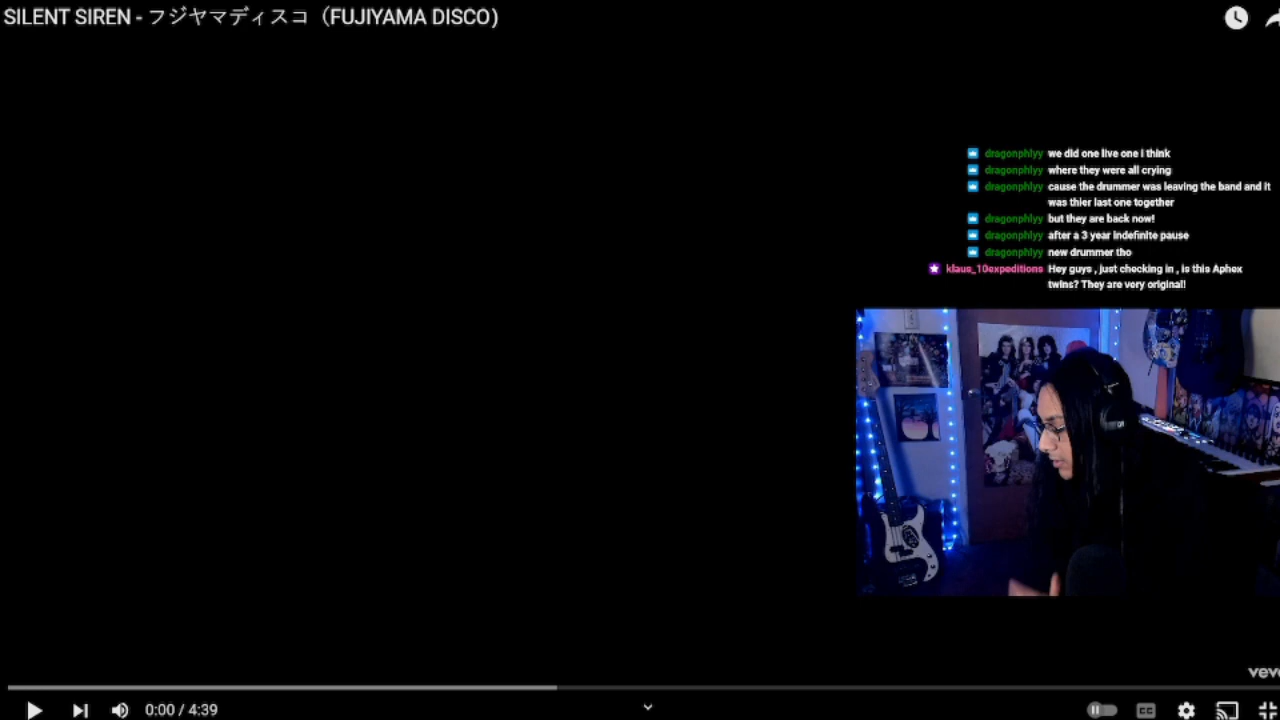 SILENT SIREN - フジヤマディスコ（FUJIYAMA DISCO)
dragonphlyy we did one live one i think
dragonphlyy where they were all crying
dragonphlyy cause the drummer was leaving the band and it
was thier last one together
dragonphlyy but they are back now!
dragonphlyy after a 3 year indefinite pause
dragonphlyy new drummer tho
klaus_10expeditions Hey guys , just checking in , is this Aphex
twins? They are very original!
vevo
0:00 / 4:39
CC